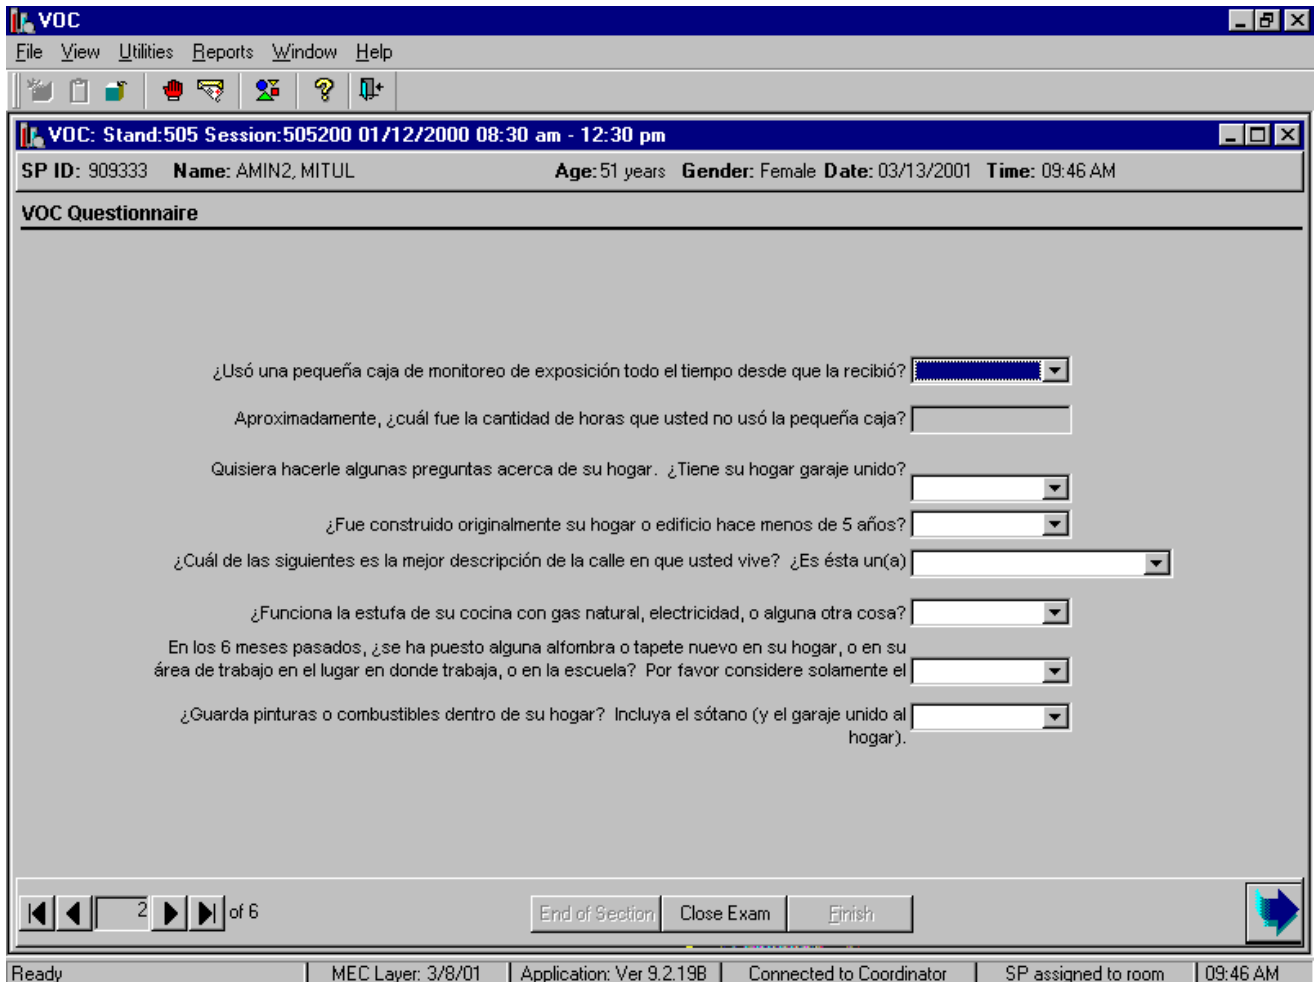 VOC
File View Utilities Reports Window Help
VOC: Stand:505 Session:505200 01/12/2000 08:30 am - 12:30 pm
SP ID: 909333 Name: AMIN2, MITUL Age: 51 years Gender: Female Date: 03/13/2001 Time: 09:46 AM
VOC Questionnaire
¿Usó una pequeña caja de monitoreo de exposición todo el tiempo desde que la recibió?
Aproximadamente, ¿cuál fue la cantidad de horas que usted no usó la pequeña caja?
Quisiera hacerle algunas preguntas acerca de su hogar. ¿Tiene su hogar garaje unido?
¿Fue construido originalmente su hogar o edificio hace menos de 5 años?
¿Cuál de las siguientes es la mejor descripción de la calle en que usted vive? ¿Es ésta un(a)
¿Funciona la estufa de su cocina con gas natural, electricidad, o alguna otra cosa?
En los 6 meses pasados, ¿se ha puesto alguna alfombra o tapete nuevo en su hogar, o en su
área de trabajo en el lugar en donde trabaja, o en la escuela? Por favor considere solamente el
¿Guarda pinturas o combustibles dentro de su hogar? Incluya el sótano (y el garaje unido al
hogar).
2 of 6 End of Section Close Exam Finish
Ready MEC Layer: 3/8/01 Application: Ver 9.2.19B Connected to Coordinator SP assigned to room 09:46 AM